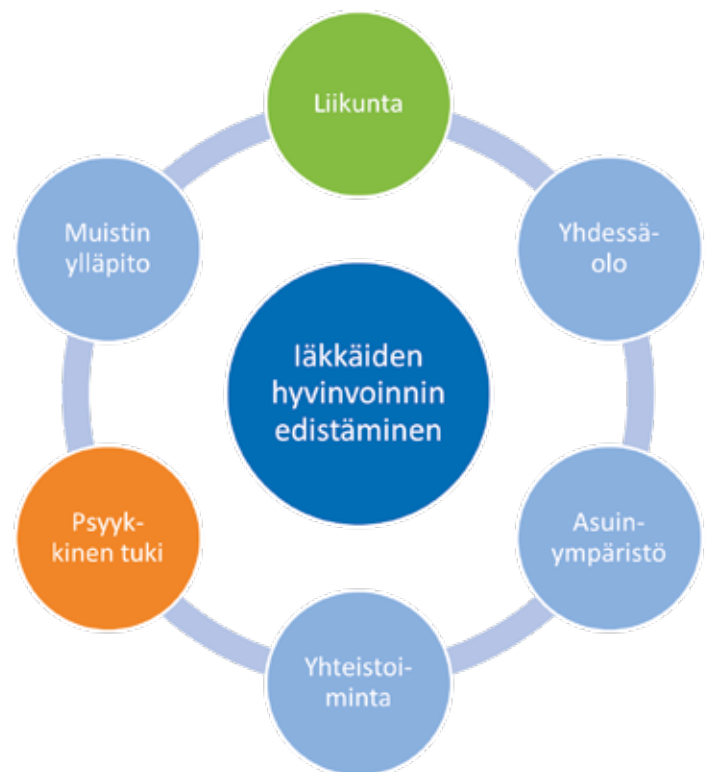 Liikunta
Muistin
ylläpito
Yhdessä-
olo
Iäkkäiden
hyvinvoinnin
edistäminen
Psyyk-
kinen tuki
Asuin-
ympäristö
Yhteistoi-
minta